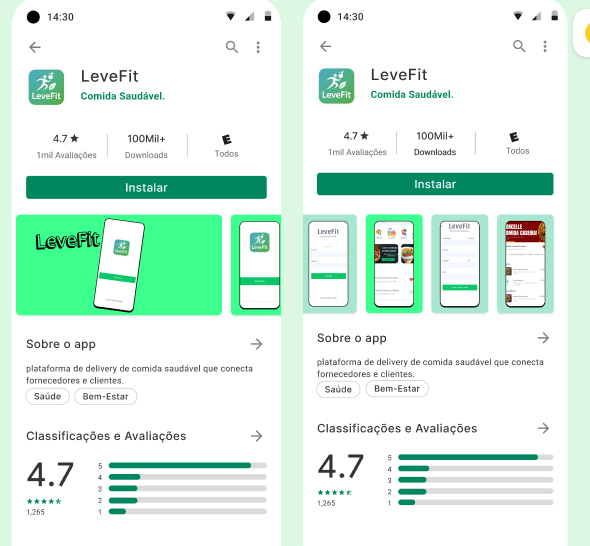 14:30
LeveFit
LeveFit
Comida Saudável.
4.7 ★
100Mil+
E
1mil Avaliações
Downloads
Todos
Instalar
LeveFit
LeveFit
Sobre o app
plataforma de delivery de comida saudável que conecta
fornecedores e clientes.
Saúde
Bem-Estar
Classificações e Avaliações
4.7
1,265
5
4
3
2
1
14:30
LeveFit
LeveFit
Comida Saudável.
4.7 ★
100Mil+
E
1mil Avaliações
Downloads
Todos
Instalar
LeveFit
LeveFit
Sobre o app
plataforma de delivery de comida saudável que conecta
fornecedores e clientes.
Saúde
Bem-Estar
Classificações e Avaliações
4.7
1,265
5
4
3
2
1